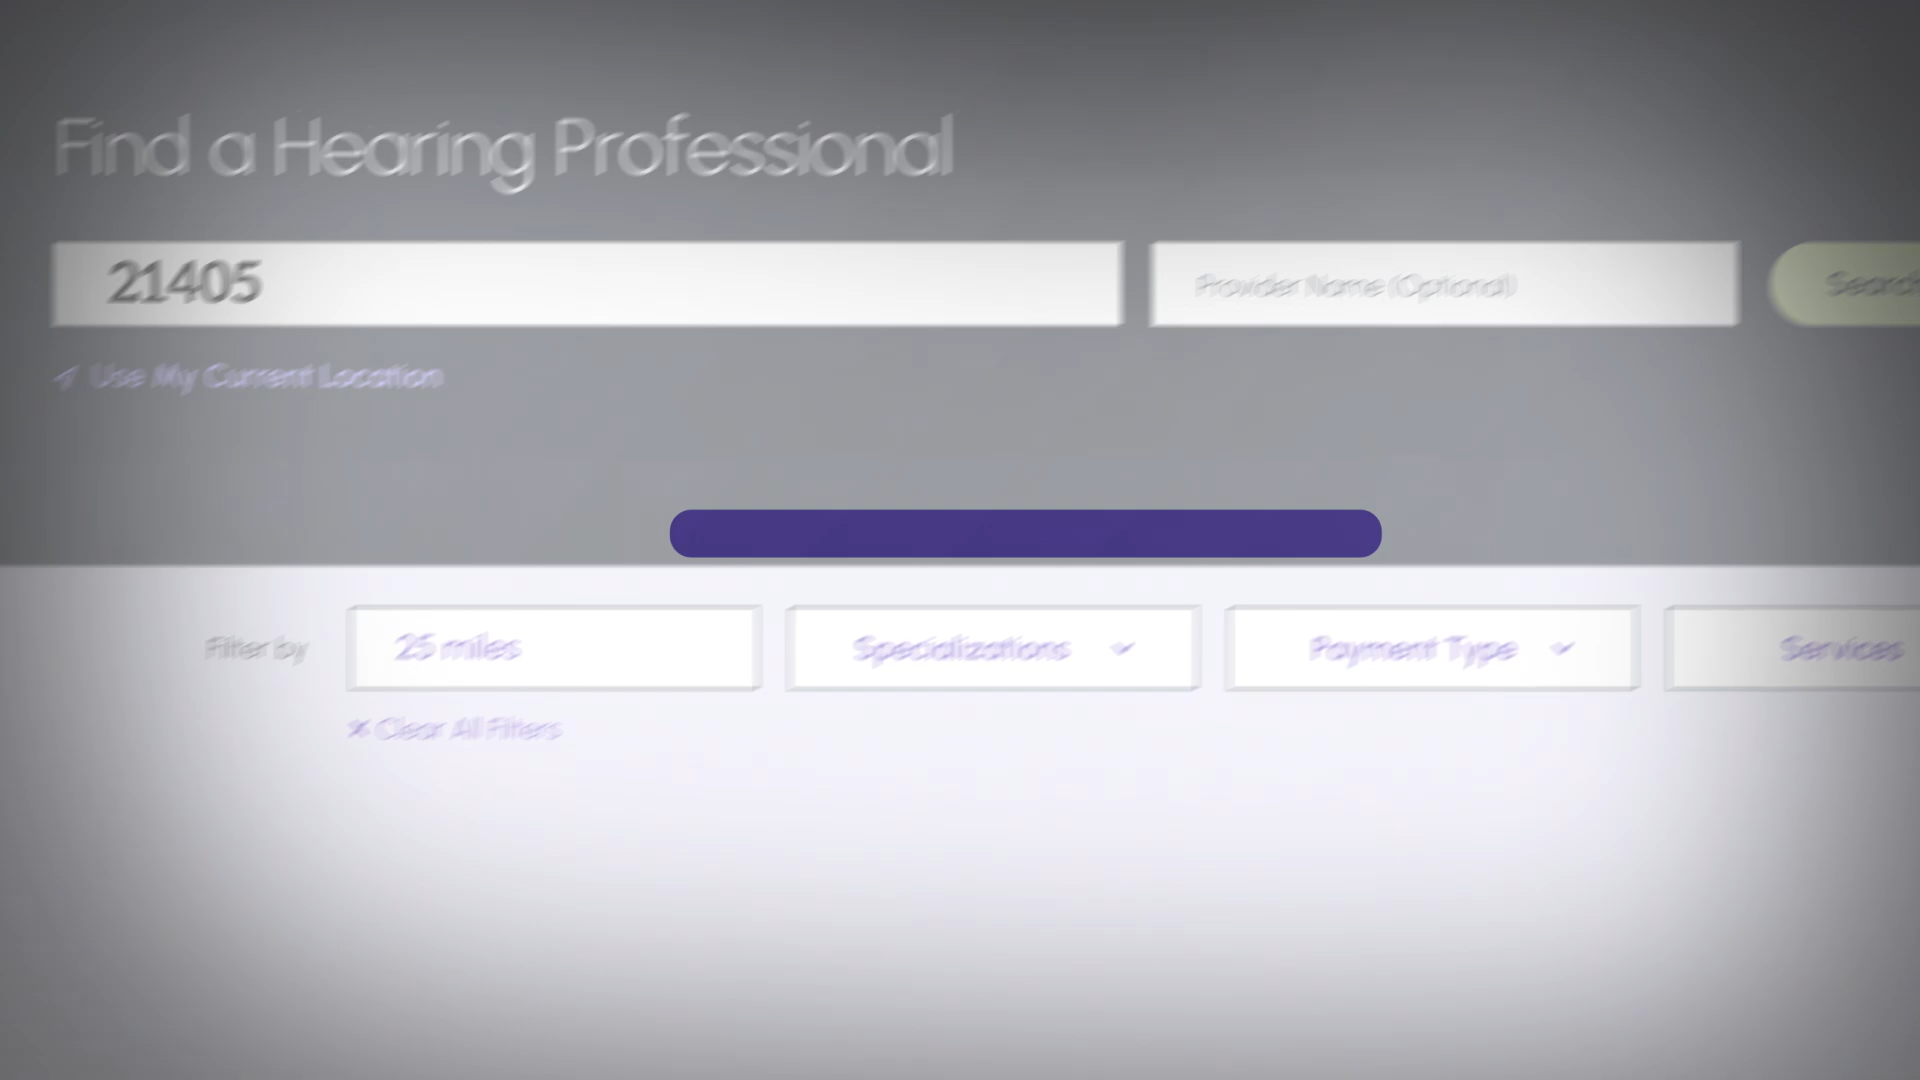 Find a Hearing Professional
21405
Provider Name (Optional)
Search
Use My Current Location
Filter by
25 miles
Specializations
Payment Type
Services
Clear All Filters